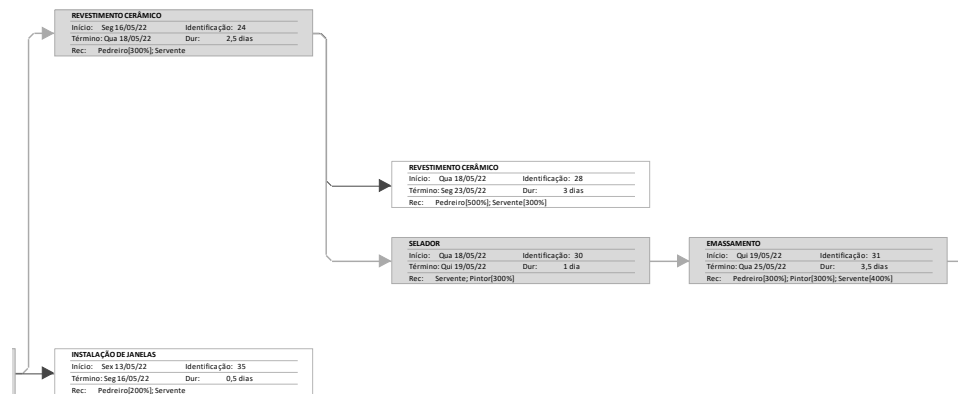 REVESTIMENTO CERÂMICO
Início: Seg 16/05/22 Identificação: 24
Término: Qua 18/05/22 Dur: 2,5 dias
Rec: Pedreiro[300%]; Servente
REVESTIMENTO CERÂMICO
Início: Qua 18/05/22 Identificação: 28
Término: Seg 23/05/22 Dur: 3 dias
Rec: Pedreiro[500%]; Servente[300%]
SELADOR
Início: Qua 18/05/22 Identificação: 30
Término: Qui 19/05/22 Dur: 1 dia
Rec: Servente; Pintor[300%]
EMASSAMENTO
Início: Qui 19/05/22 Identificação: 31
Término: Qua 25/05/22 Dur: 3,5 dias
Rec: Pedreiro[300%]; Pintor[300%]; Servente[400%]
INSTALAÇÃO DE JANELAS
Início: Sex 13/05/22 Identificação: 35
Término: Seg 16/05/22 Dur: 0,5 dias
Rec: Pedreiro[200%]; Servente